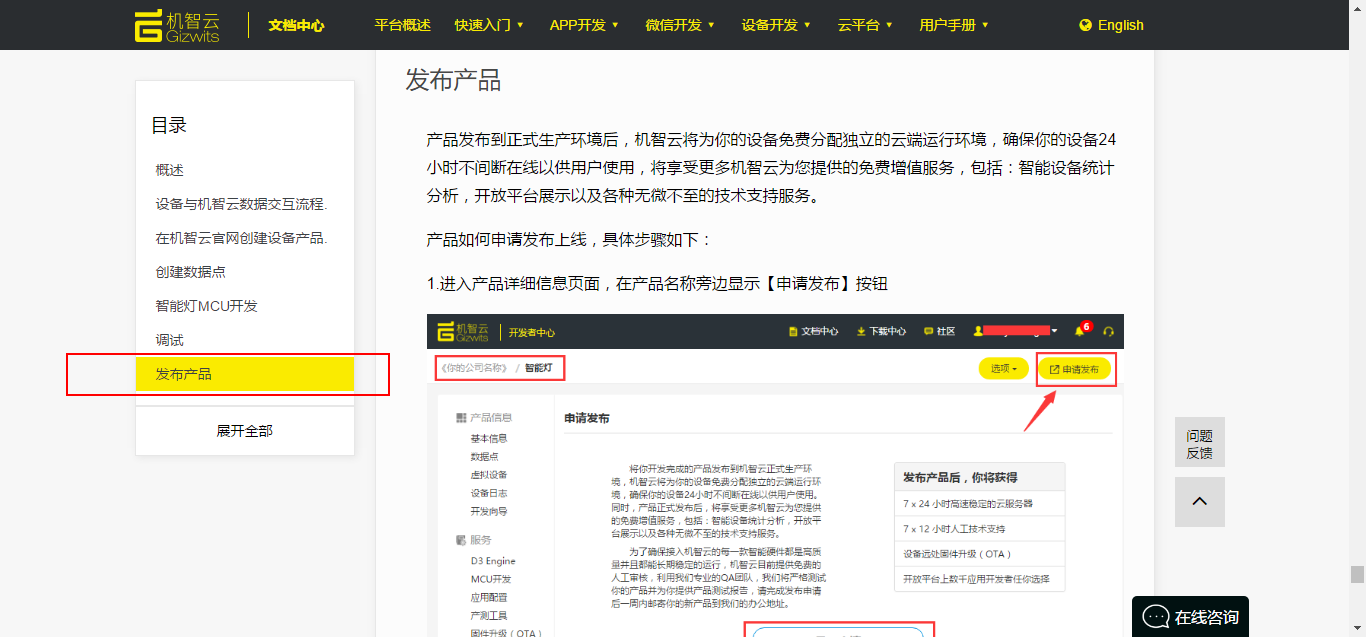 机智云
Gizwits
文档中心
平台概述
快速入门
APP开发
微信开发
设备开发
云平台
用户手册
English
目录
概述
设备与机智云数据交互流程.
在机智云官网创建设备产品.
创建数据点
智能灯MCU开发
调试
发布产品
展开全部
发布产品
产品发布到正式生产环境后，机智云将为你的设备免费分配独立的云端运行环境，确保你的设备24
小时不间断在线以供用户使用，将享受更多机智云为您提供的免费增值服务，包括：智能设备统计
分析，开放平台展示以及各种无微不至的技术支持服务。
产品如何申请发布上线，具体步骤如下：
1.进入产品详细信息页面，在产品名称旁边显示【申请发布】按钮
机智云
Gizwits
开发者中心
文档中心
下载中心
社区
6
《你的公司名称》 / 智能灯
选项
申请发布
产品信息
基本信息
数据点
虚拟设备
设备日志
开发向导
服务
D3 Engine
MCU开发
应用配置
产测工具
固件升级（OTA）
申请发布
将你开发完成的产品发布到机智云正式生产环
境，机智云将为你的设备免费分配独立的云端运行环
境，确保你的设备24小时不间断在线以供用户使用。
同时，产品正式发布后，将享受更多机智云为您提供
的免费增值服务，包括：智能设备统计分析，开放平
台展示以及各种无微不至的技术支持服务。
为了确保接入机智云的每一款智能硬件都是高质
量并且都能长期稳定的运行，机智云目前提供免费的
人工审核，利用我们专业的QA团队，我们将严格测试
你的产品并为你提供产品测试报告，请完成发布申请
后一周内邮寄你的新产品到我们的办公地址。
发布产品后，你将获得
7 x 24 小时高速稳定的云服务器
7 x 12 小时人工技术支持
设备远处固件升级（OTA）
开放平台上数千应用开发者任你选择
问题
反馈
在线咨询